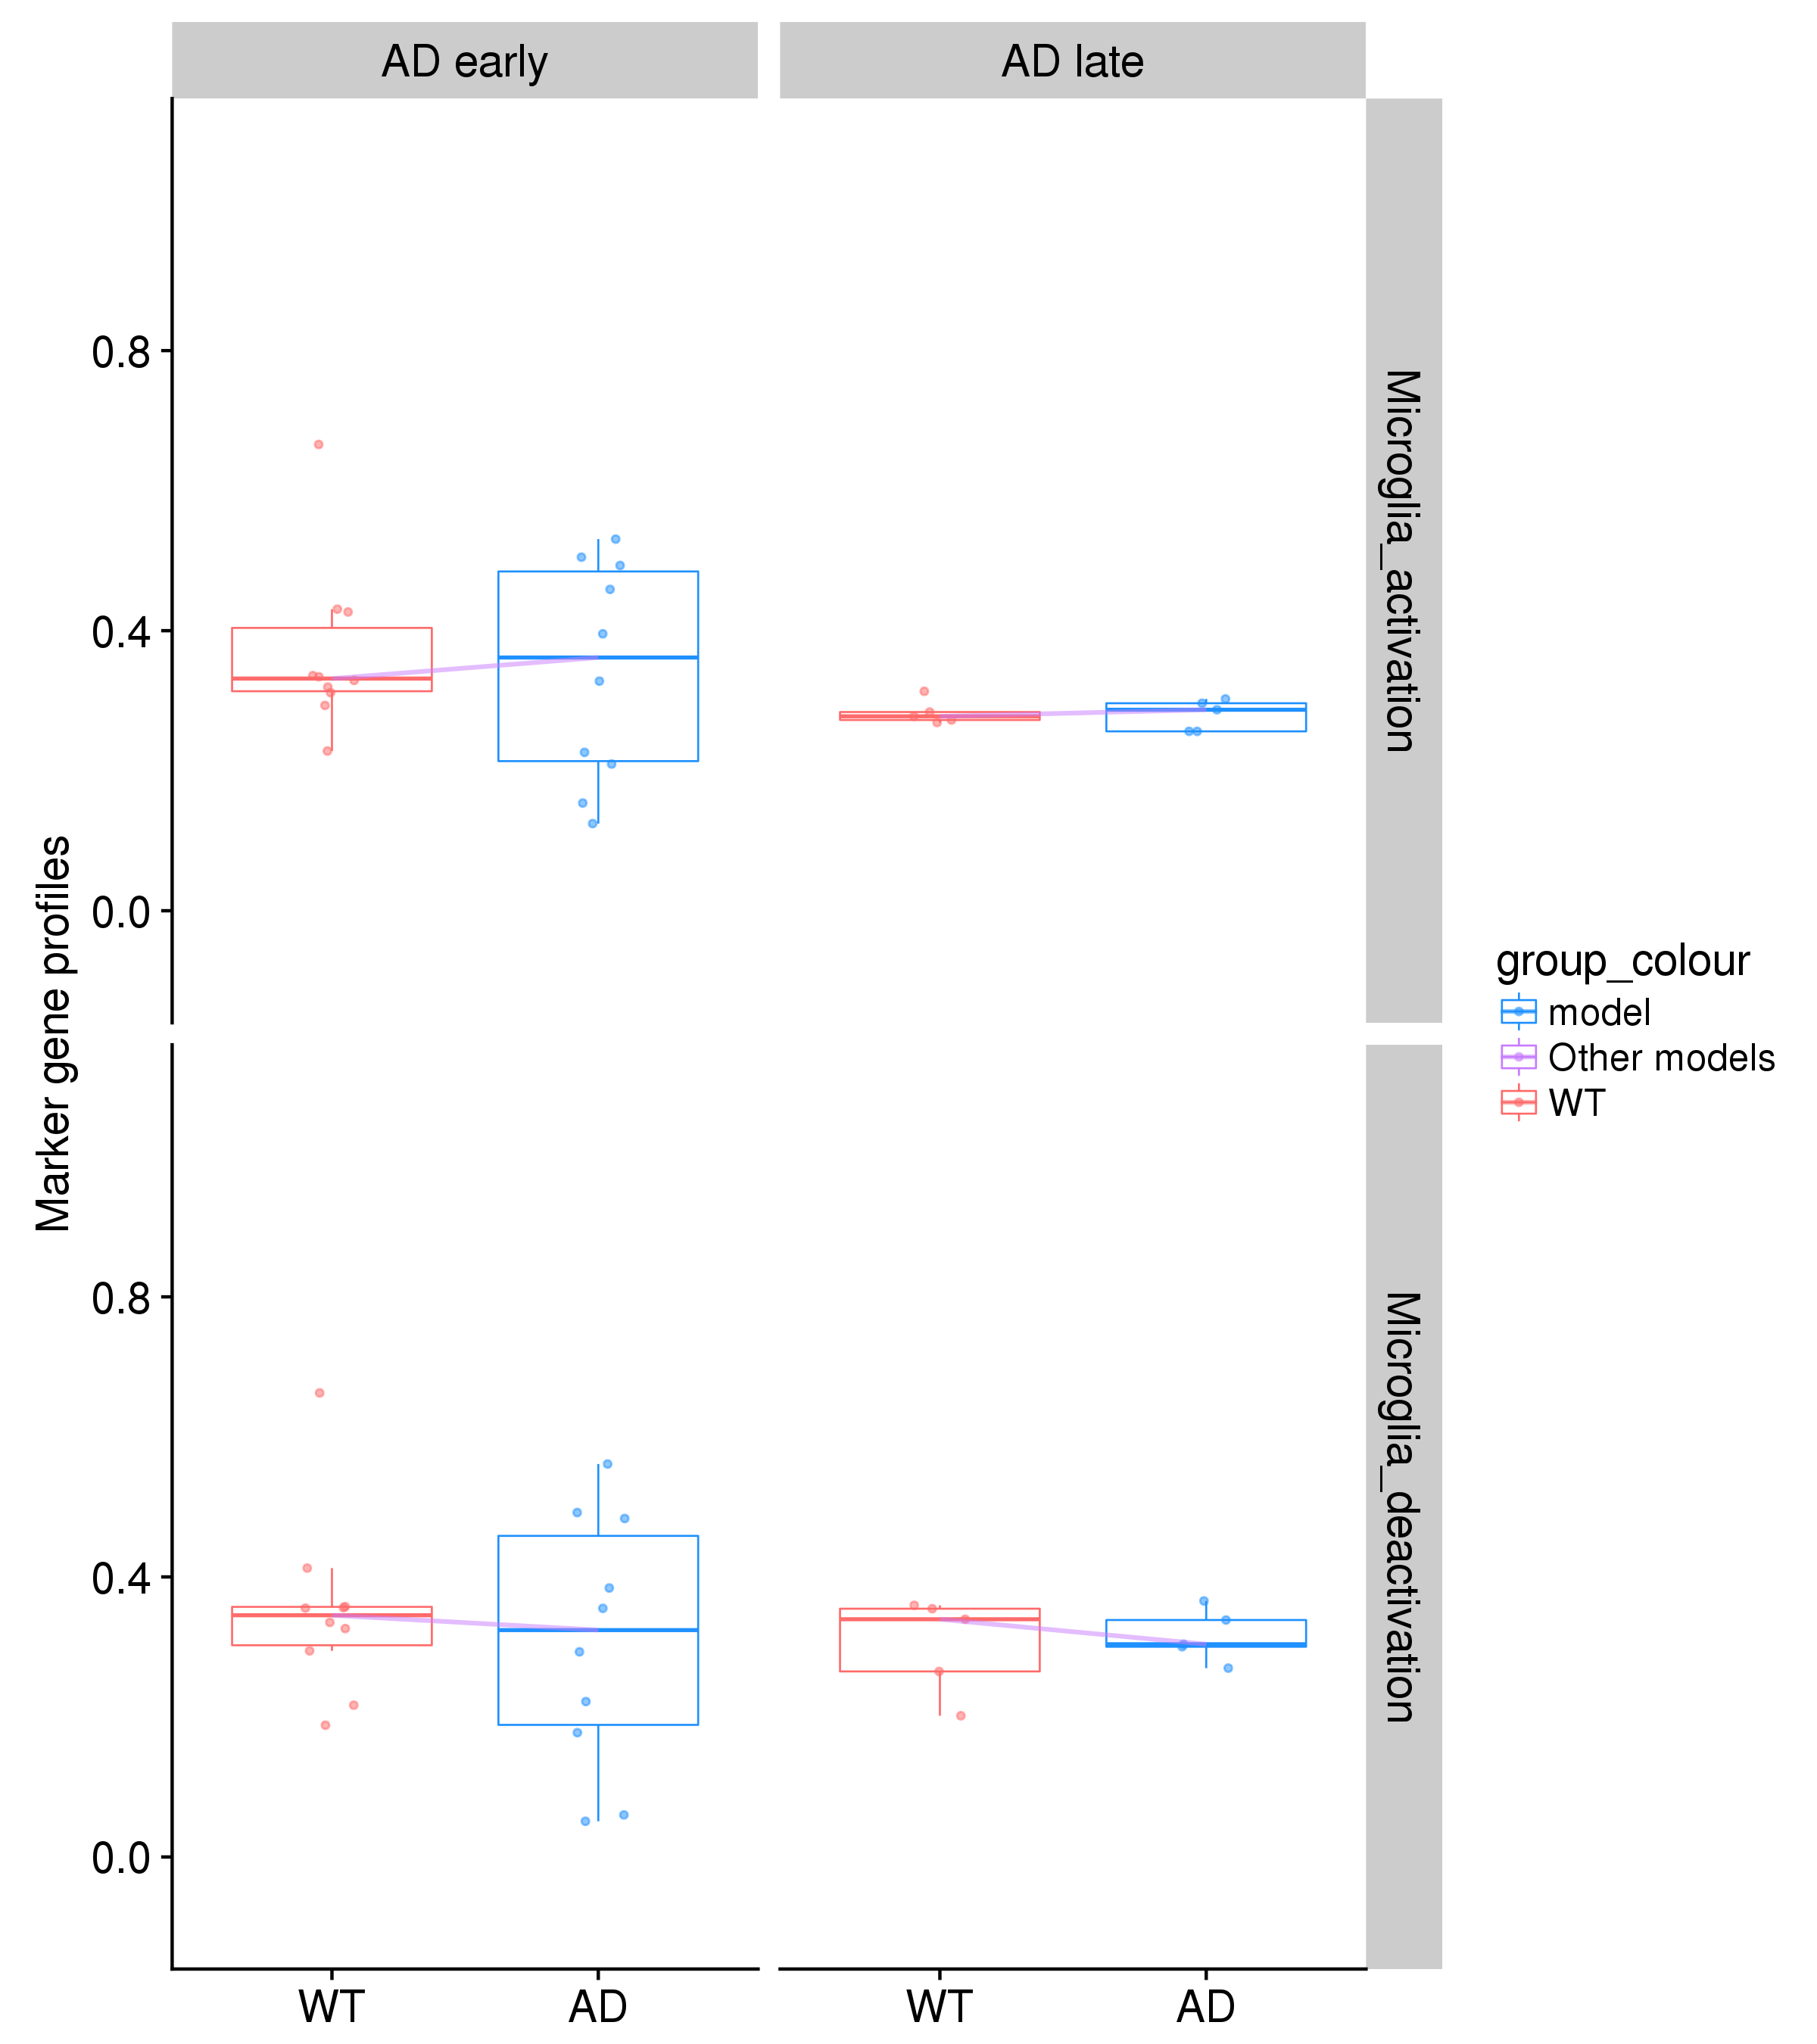 AD early
AD late
Marker gene profiles
0.8
0.4
0.0
Microglia_activation
0.8
0.4
0.0
Microglia_deactivation
WT
AD
WT
AD
group_colour
model
Other models
WT